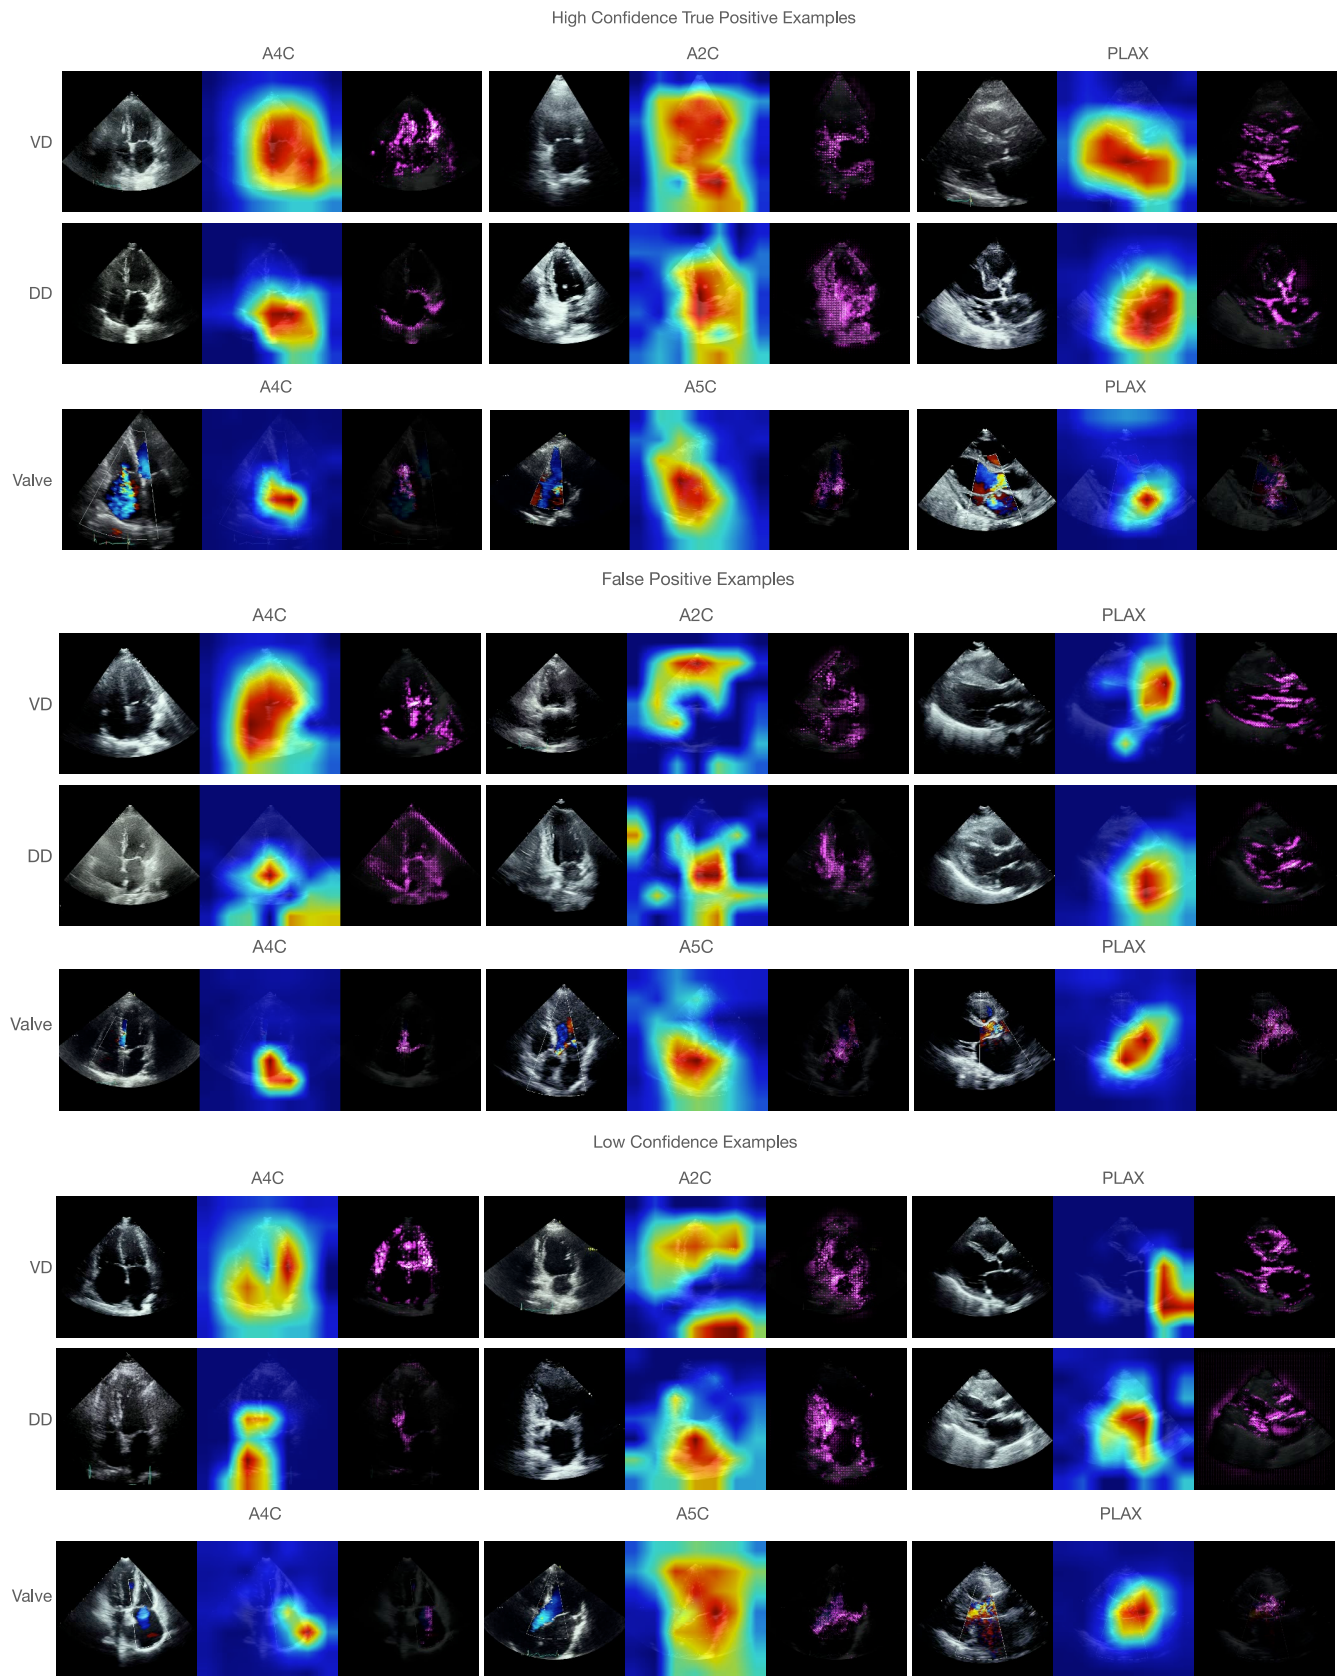 High Confidence True Positive Examples
A4C A2C PLAX
VD
DD
A4C A5C PLAX
Valve
False Positive Examples
A4C A2C PLAX
VD
DD
A4C A5C PLAX
Valve
Low Confidence Examples
A4C A2C PLAX
VD
DD
A4C A5C PLAX
Valve